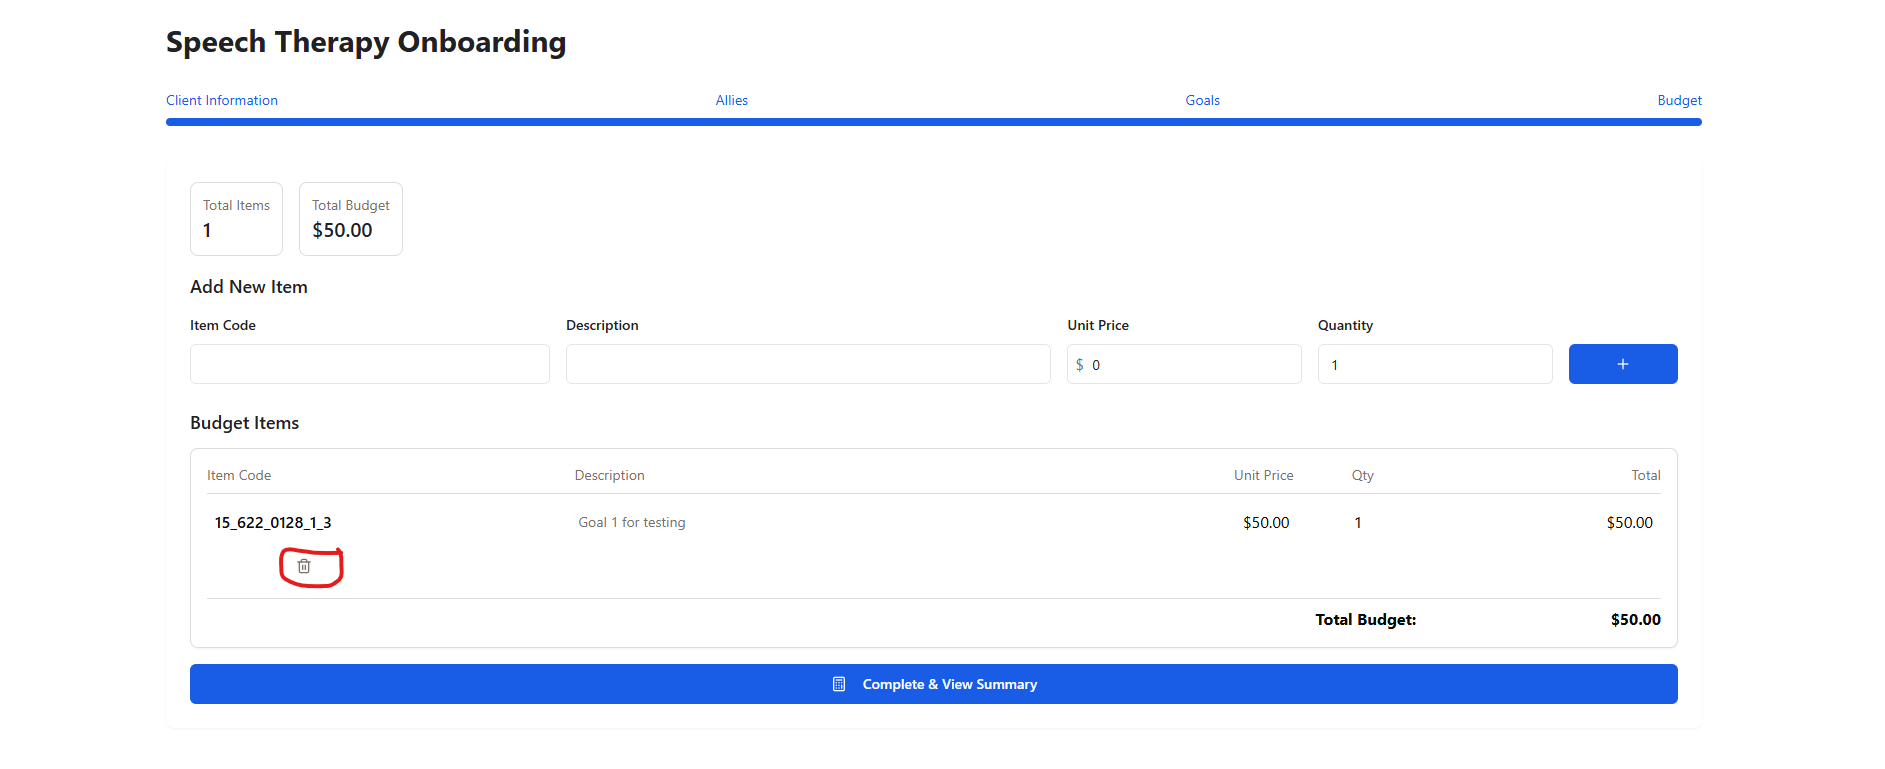 Speech Therapy Onboarding
Client Information Allies Goals Budget
Total Items Total Budget
1 $50.00
Add New Item
Item Code Description Unit Price Quantity
$ 0 1 +
Budget Items
Item Code Description Unit Price Qty Total
15_622_0128_1_3 Goal 1 for testing $50.00 1 $50.00
Total Budget: $50.00
Complete & View Summary